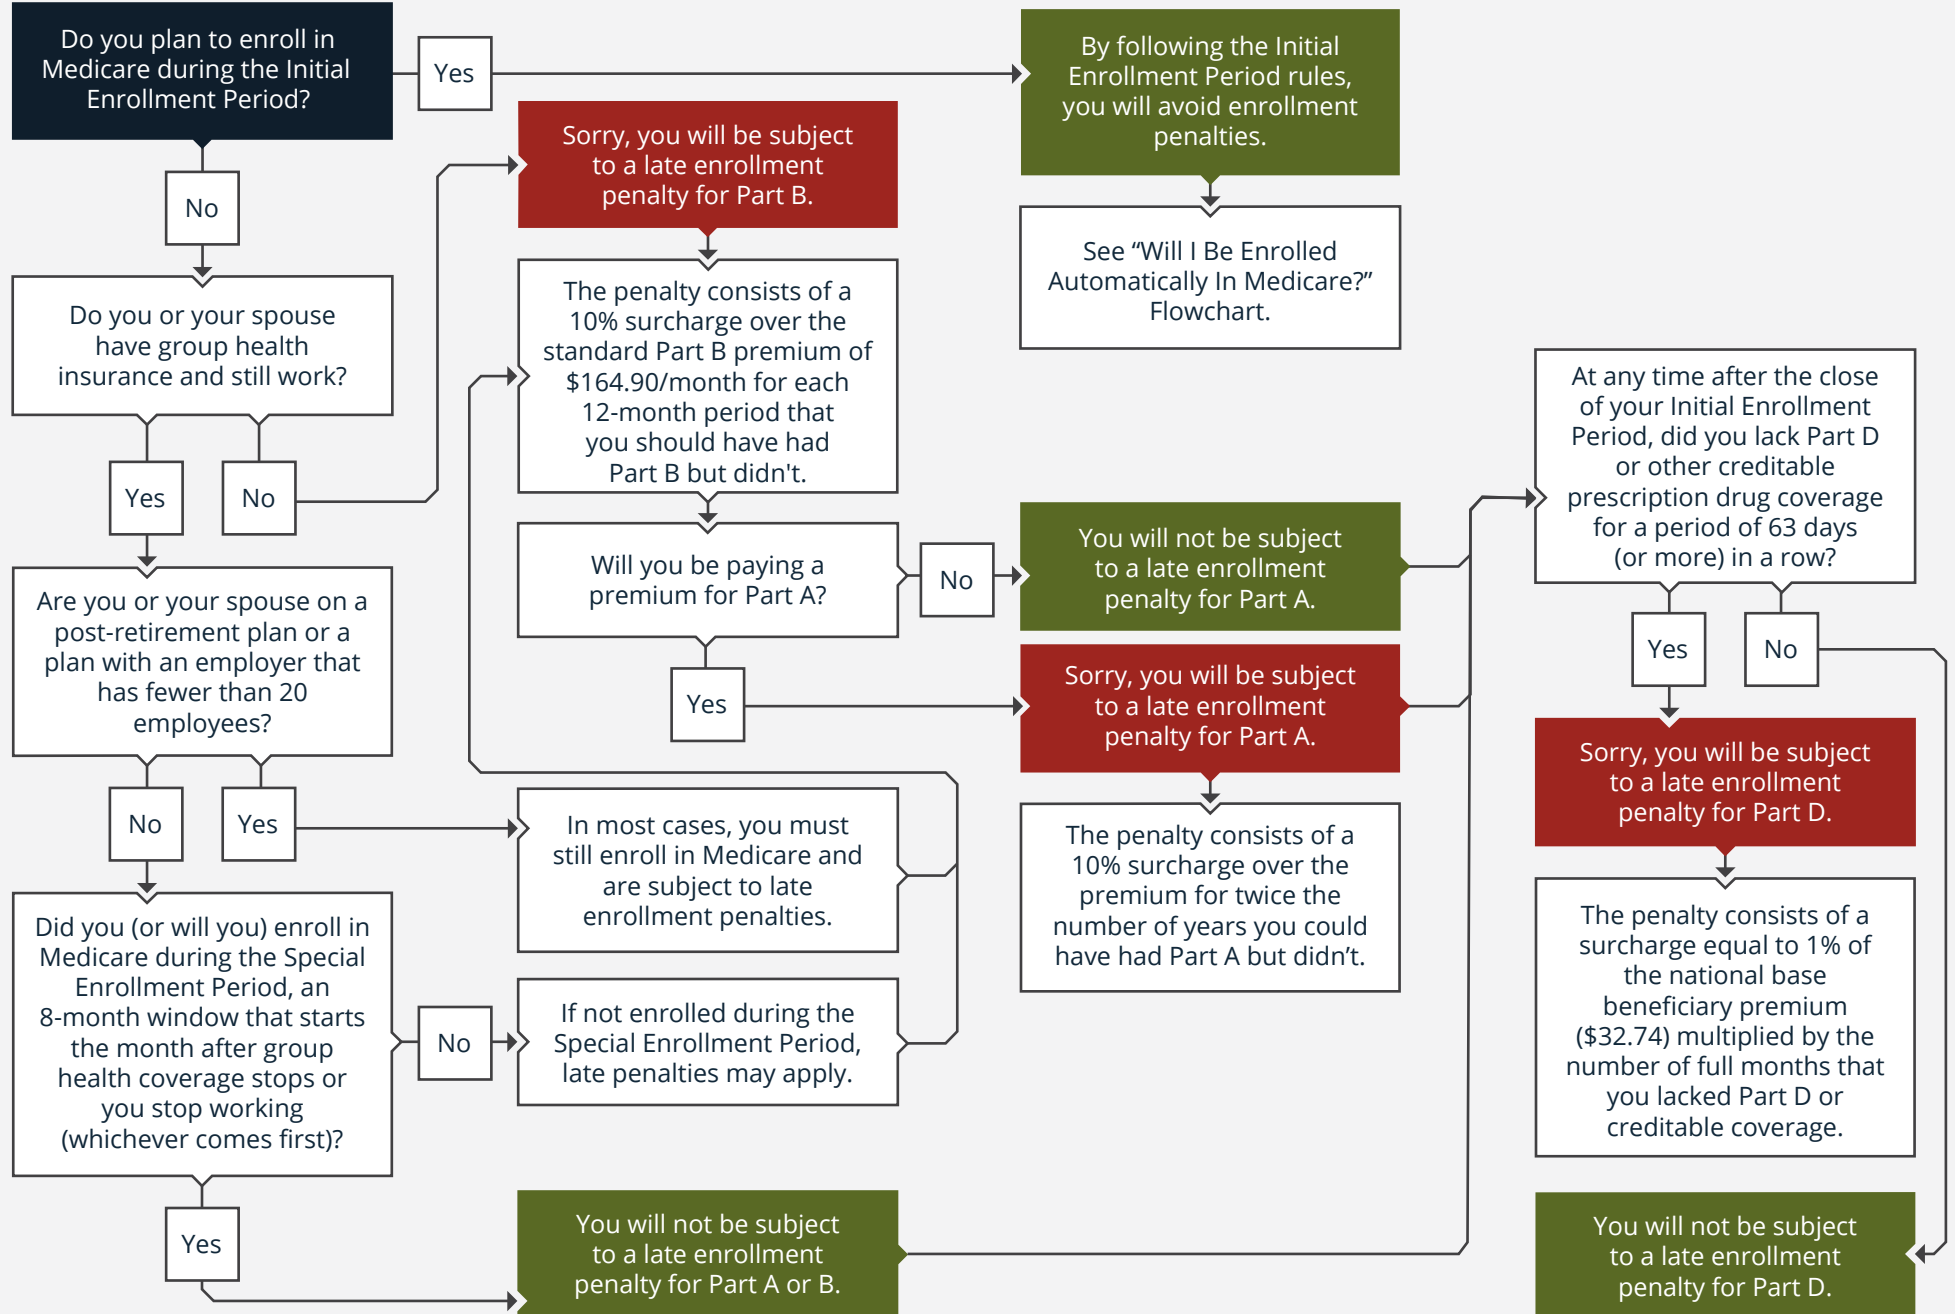 Do you plan to enroll in
Medicare during the Initial
Enrollment Period?
Yes
By following the Initial
Enrollment Period rules,
you will avoid enrollment
penalties.
See “Will I Be Enrolled
Automatically In Medicare?”
Flowchart.
No
Do you or your spouse
have group health
insurance and still work?
Yes
No
Sorry, you will be subject
to a late enrollment
penalty for Part B.
The penalty consists of a
10% surcharge over the
standard Part B premium of
$164.90/month for each
12-month period that
you should have had
Part B but didn't.
Will you be paying a
premium for Part A?
No
You will not be subject
to a late enrollment
penalty for Part A.
Yes
Sorry, you will be subject
to a late enrollment
penalty for Part A.
The penalty consists of a
10% surcharge over the
premium for twice the
number of years you could
have had Part A but didn’t.
Are you or your spouse on a
post-retirement plan or a
plan with an employer that
has fewer than 20
employees?
No
Yes
In most cases, you must
still enroll in Medicare and
are subject to late
enrollment penalties.
Did you (or will you) enroll in
Medicare during the Special
Enrollment Period, an
8-month window that starts
the month after group
health coverage stops or
you stop working
(whichever comes first)?
No
If not enrolled during the
Special Enrollment Period,
late penalties may apply.
Yes
You will not be subject
to a late enrollment
penalty for Part A or B.
At any time after the close
of your Initial Enrollment
Period, did you lack Part D
or other creditable
prescription drug coverage
for a period of 63 days
(or more) in a row?
Yes
No
Sorry, you will be subject
to a late enrollment
penalty for Part D.
The penalty consists of a
surcharge equal to 1% of
the national base
beneficiary premium
($32.74) multiplied by the
number of full months that
you lacked Part D or
creditable coverage.
You will not be subject
to a late enrollment
penalty for Part D.